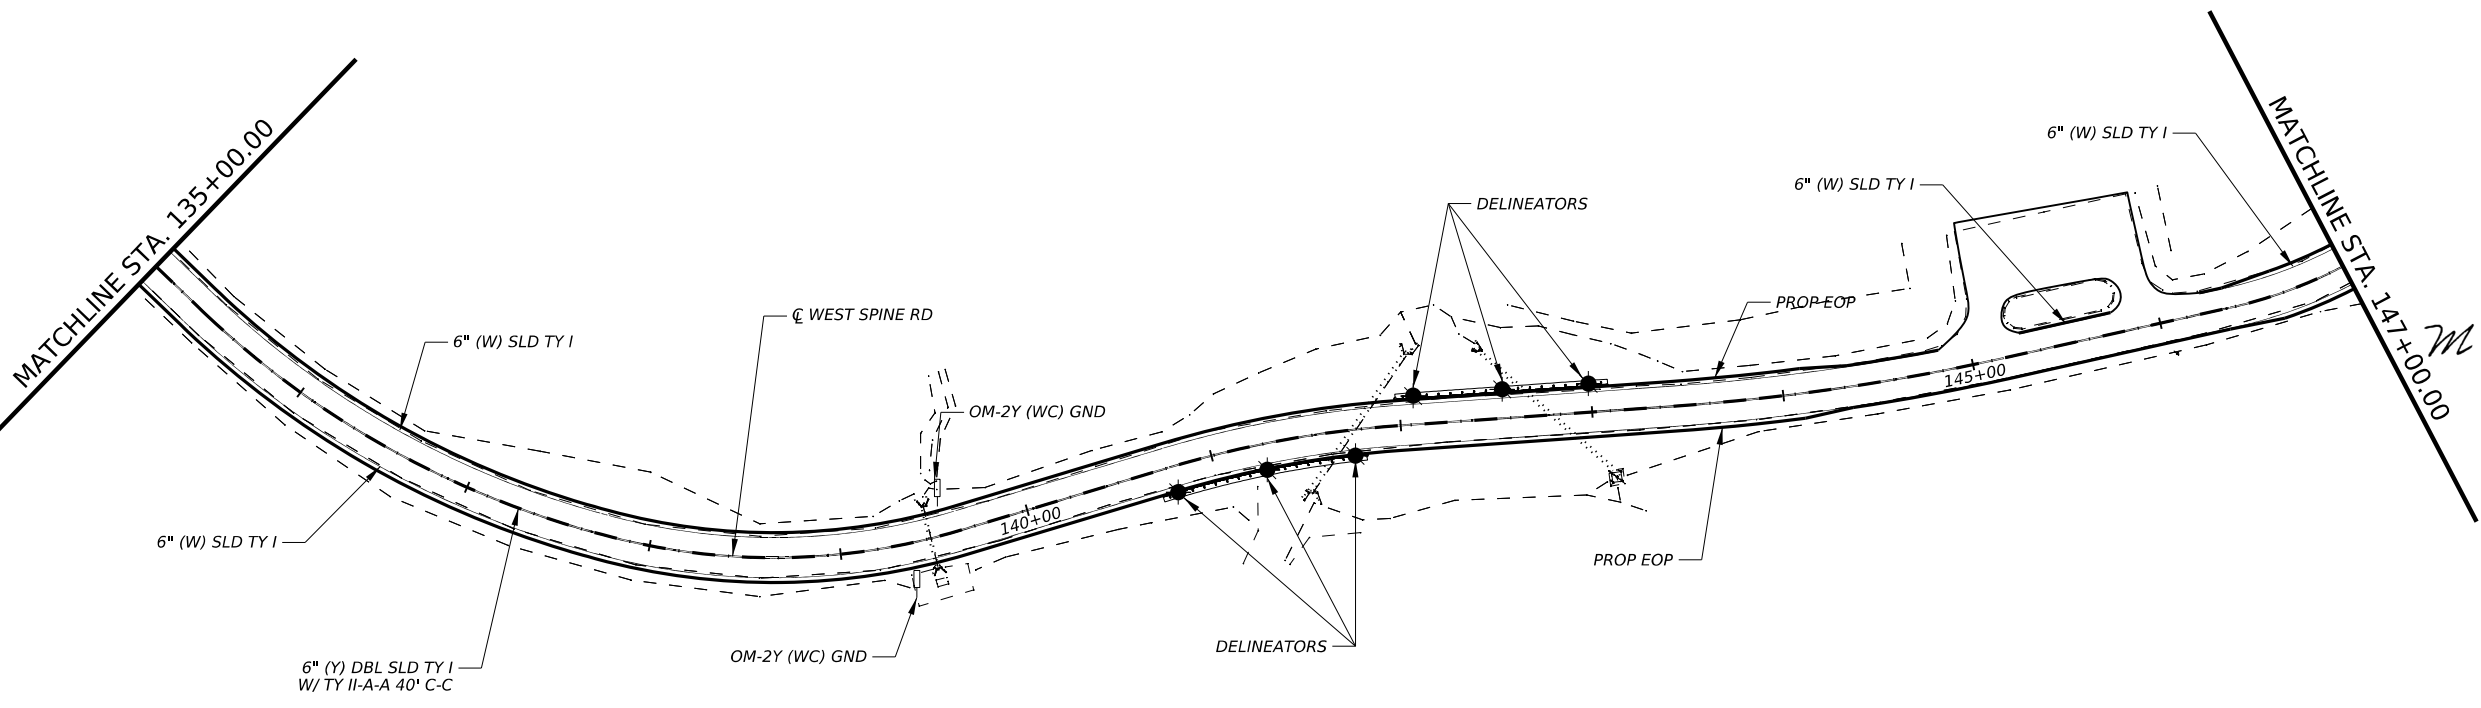 MATCHLINE STA. 135+00.00
6" (W) SLD TY I
℄ WEST SPINE RD
6" (W) SLD TY I
6" (Y) DBL SLD TY I
W/ TY II-A-A 40' C-C
OM-2Y (WC) GND
OM-2Y (WC) GND
140+00
DELINEATORS
DELINEATORS
PROP EOP
PROP EOP
145+00
6" (W) SLD TY I
6" (W) SLD TY I
MATCHLINE STA. 147+00.00